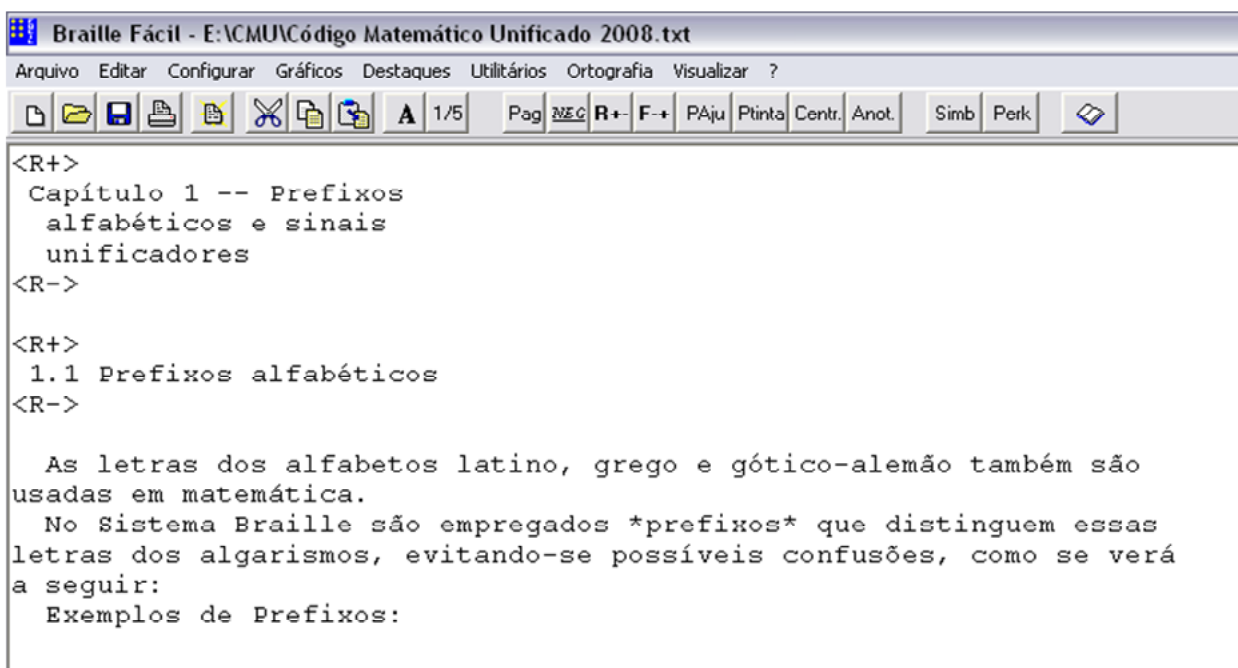 Braille Fácil - E:\CMU\Código Matemático Unificado 2008.txt
Arquivo Editar Configurar Gráficos Destaques Utilitários Ortografia Visualizar ?
A 1/5 Pag NEG R+- F-+ PAju Ptinta Centr. Anot. Simb Perk
<R+>
Capítulo 1 -- Prefixos
alfabéticos e sinais
unificadores
<R->
<R+>
1.1 Prefixos alfabéticos
<R->
As letras dos alfabetos latino, grego e gótico-alemão também são
usadas em matemática.
No Sistema Braille são empregados *prefixos* que distinguem essas
letras dos algarismos, evitando-se possíveis confusões, como se verá
a seguir:
Exemplos de Prefixos: